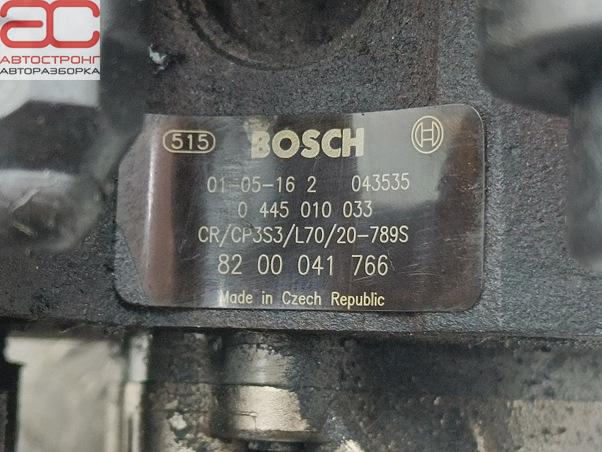 AC
АВТОСТРОНГ
АВТОРАЗБОРКА
515 BOSCH
01-05-16 2 043535
0 445 010 033
CR/CP3S3/L70/20-789S
82 00 041 766
Made in Czech Republic